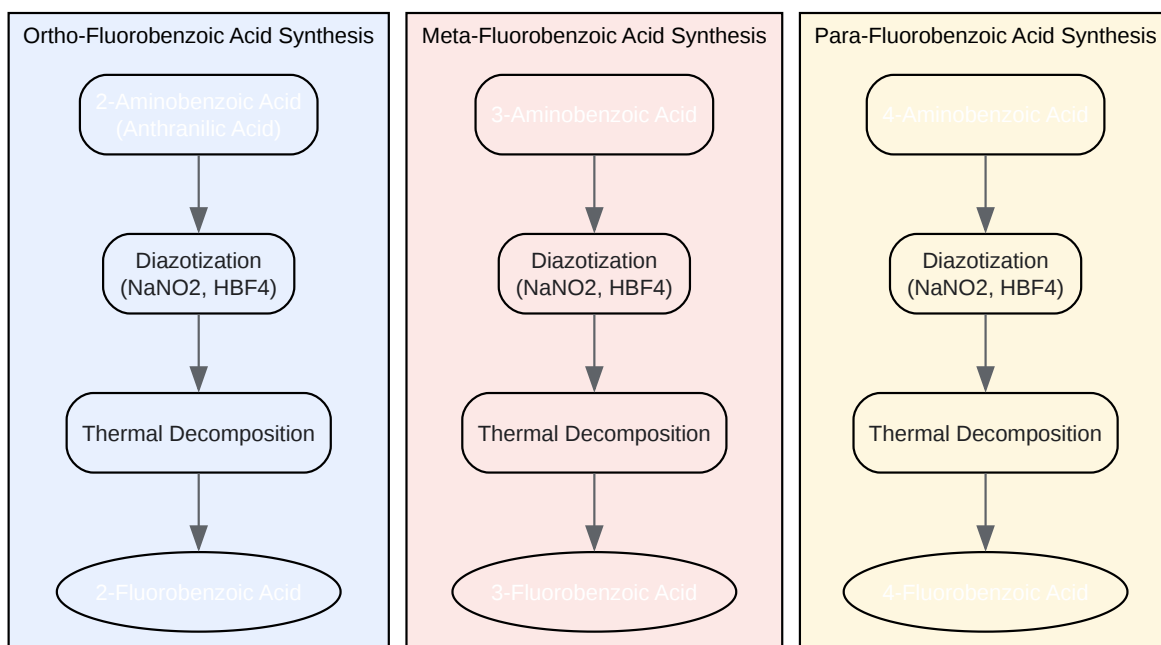 Ortho-Fluorobenzoic Acid Synthesis
2-Aminobenzoic Acid
(Anthranilic Acid)
Diazotization
(NaNO2, HBF4)
Thermal Decomposition
2-Fluorobenzoic Acid
Meta-Fluorobenzoic Acid Synthesis
3-Aminobenzoic Acid
Diazotization
(NaNO2, HBF4)
Thermal Decomposition
3-Fluorobenzoic Acid
Para-Fluorobenzoic Acid Synthesis
4-Aminobenzoic Acid
Diazotization
(NaNO2, HBF4)
Thermal Decomposition
4-Fluorobenzoic Acid